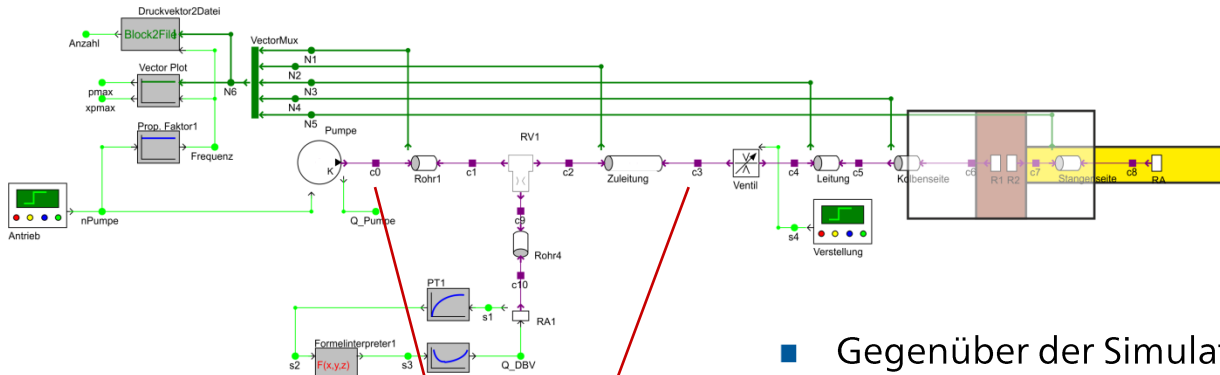 Druckvektor2Datei
Block2File
Anzahl
VectorMux
N1
N2
N3
N4
N5
N6
Vector Plot
pmax
xpmax
Prop. Faktor1
Frequenz
Pumpe
K
RV1
c0
Rohr1
c1
c2
Zuleitung
c3
Ventil
c4
Leitung
c5
Kolbenseite
c6
R1
R2
c7
Stangenseite
c8
RA
nPumpe
Antrieb
Q_Pumpe
c9
Rohr4
c10
s4
Verstellung
PT1
s1
RA1
s2
Formelinterpreter1
F(x,y,z)
s3
Q_DBV
■ Gegenüber der Simulat